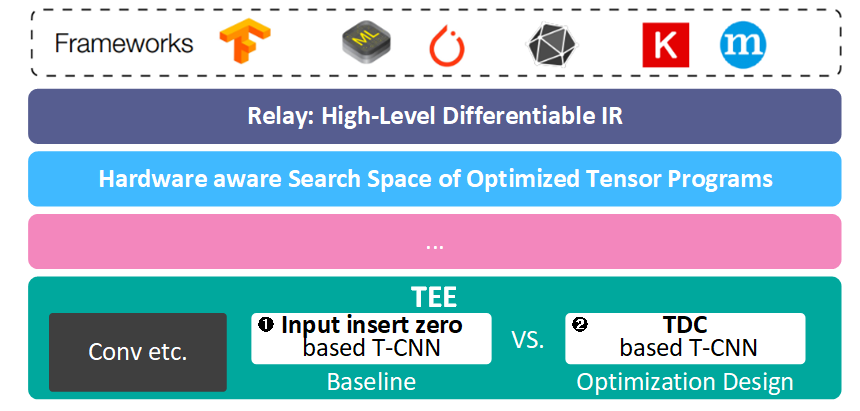 Frameworks
ML
K
m
Relay: High-Level Differentiable IR
Hardware aware Search Space of Optimized Tensor Programs
...
TEE
Conv etc.
❶ Input insert zero
based T-CNN
Baseline
VS.
❷ TDC
based T-CNN
Optimization Design